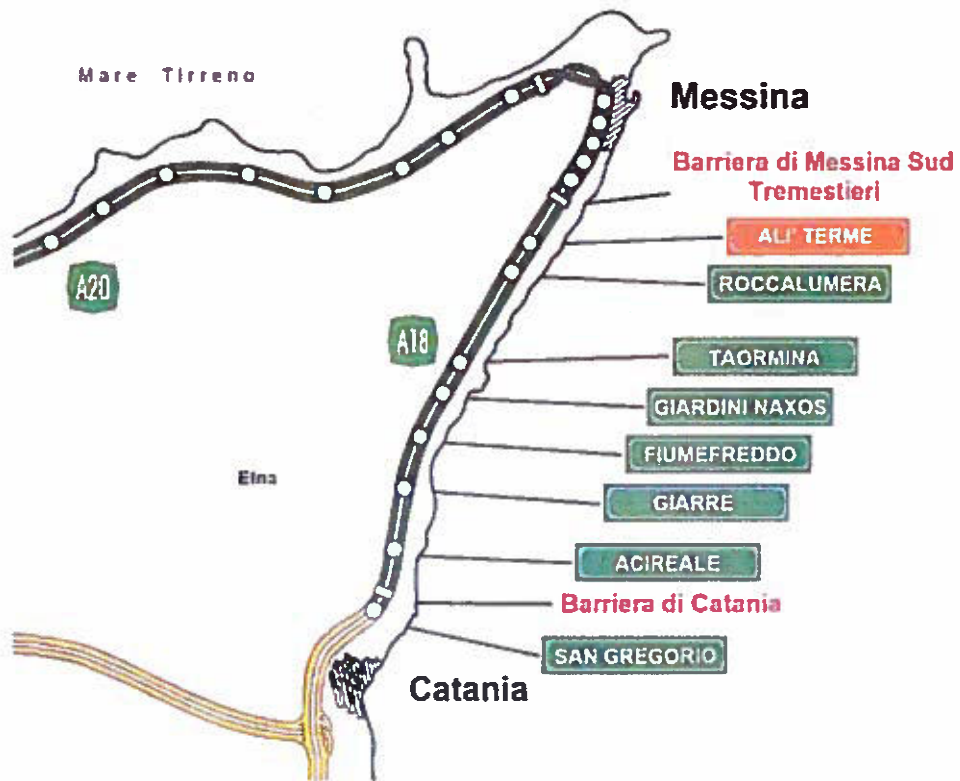 Mare Tirreno
Messina
Barriera di Messina Sud
Tremestieri
ALI' TERME
A20
ROCCALUMERA
A18
TAORMINA
GIARDINI NAXOS
FIUMEFREDDO
Etna
GIARRE
ACIREALE
Barriera di Catania
SAN GREGORIO
Catania